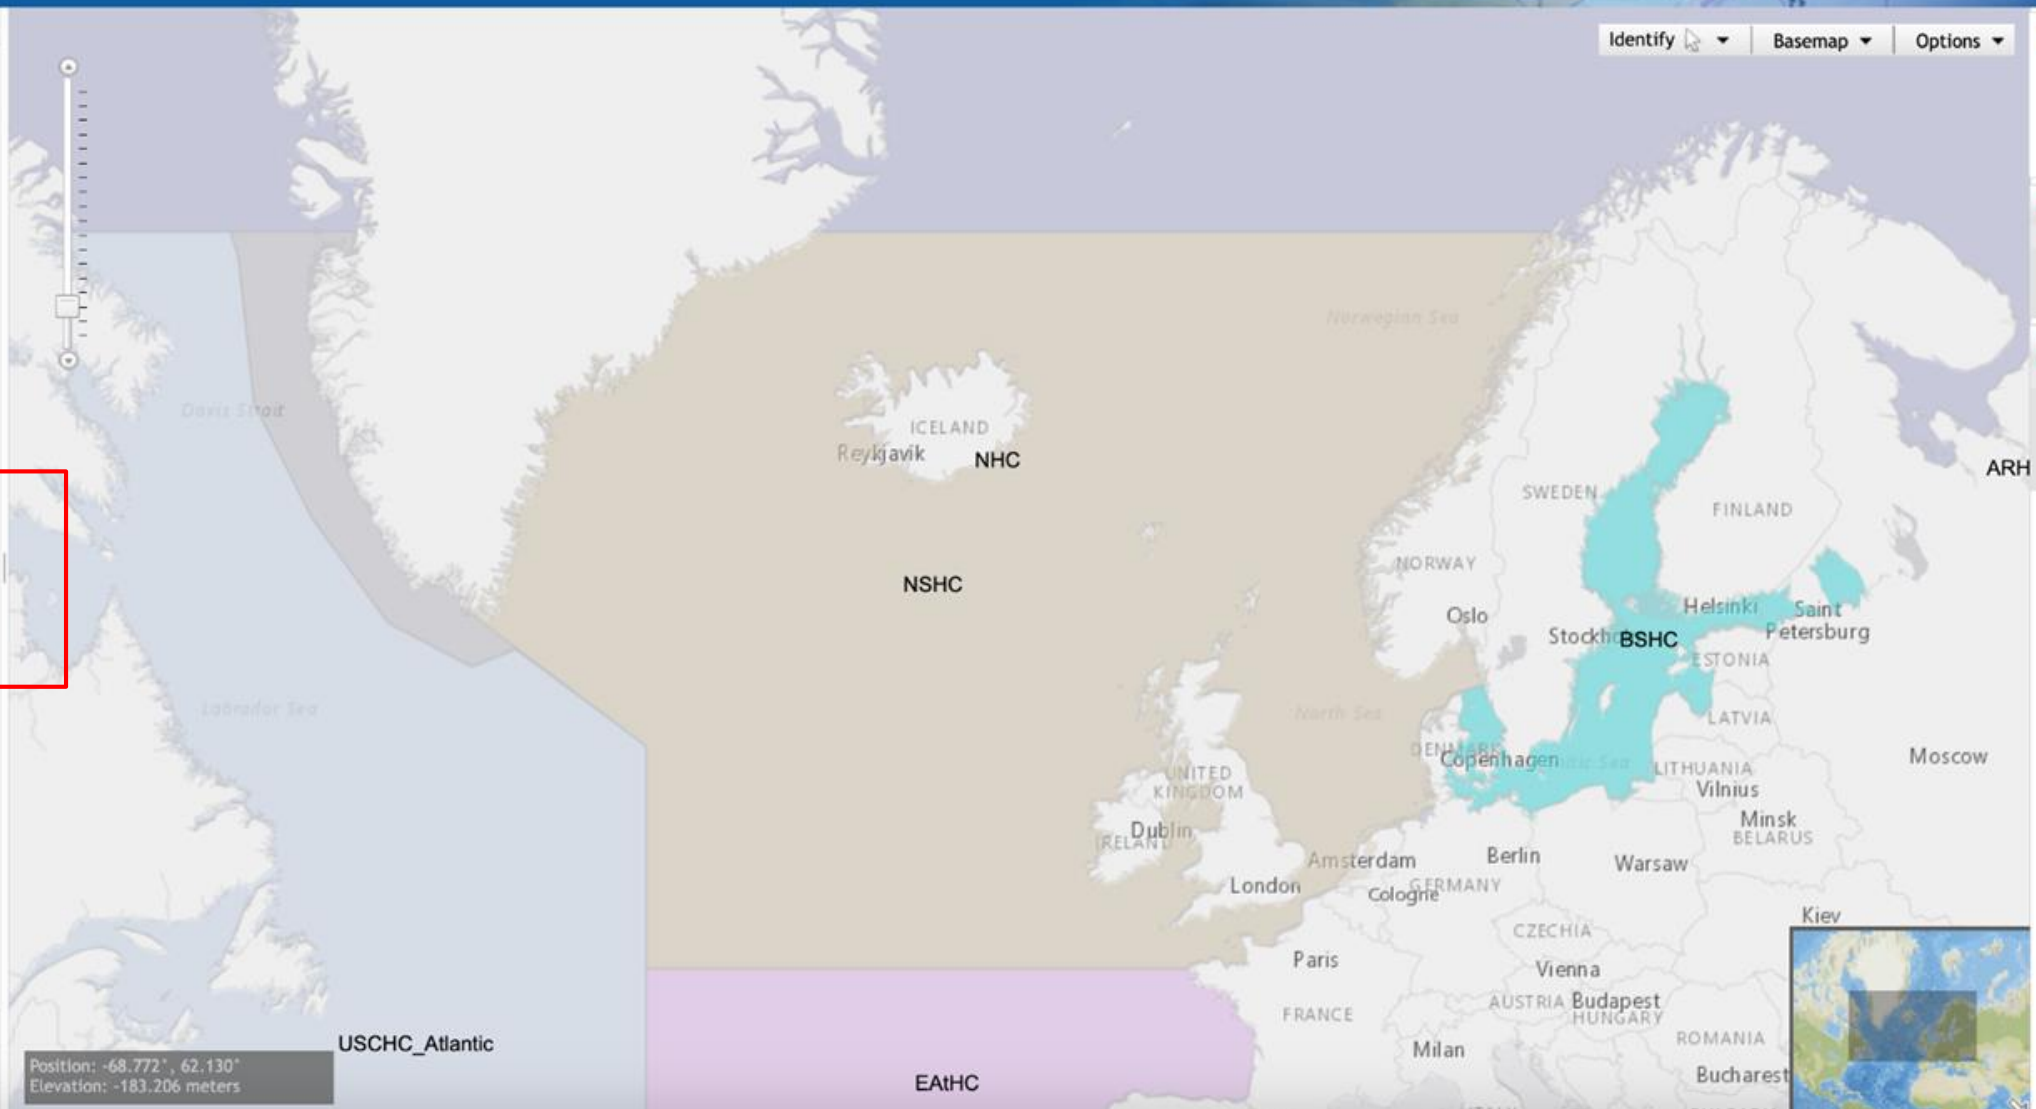 Identify
Basemap
Options
Norwegian Sea
Davis Strait
ICELAND
Reykjavik
NHC
ARH
SWEDEN
FINLAND
NORWAY
NSHC
Oslo
Helsinki
Saint
Petersburg
BSHC
ESTONIA
Labrador Sea
North Sea
LATVIA
DENMARK
Copenhagen
LITHUANIA
Vilnius
Moscow
UNITED
KINGDOM
Minsk
BELARUS
Dublin
Amsterdam
Berlin
Warsaw
London
Cologne
GERMANY
Kiev
CZECHIA
Paris
Vienna
AUSTRIA
Budapest
HUNGARY
FRANCE
ROMANIA
USCHC_Atlantic
Milan
Position: -68.772°, 62.130°
Elevation: -183.206 meters
EAtHC
Bucharest